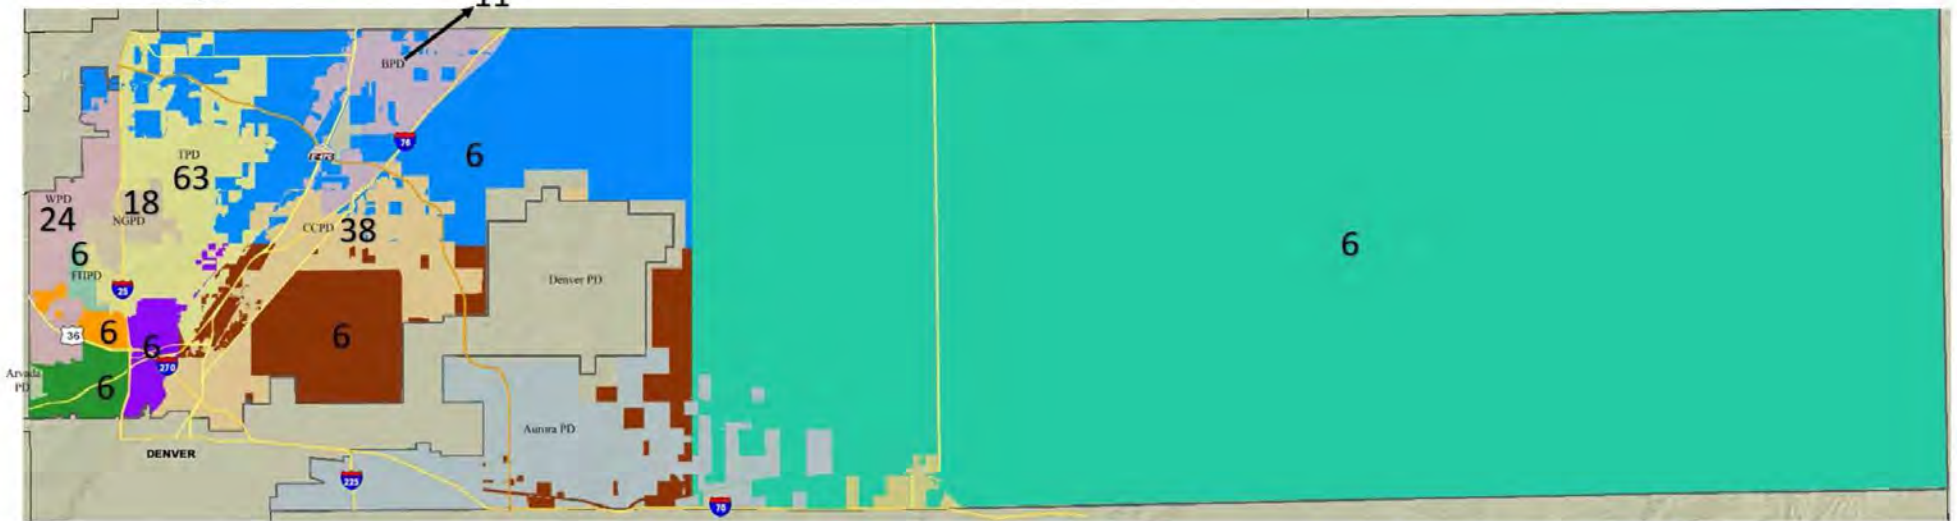 11
BPD
76
E-470
6
TPD
63
WPD
24
18
NGPD
CCPD
38
6
6
FHPD
Denver PD
25
36
6
6
6
270
Arvada
PD
6
Aurora PD
DENVER
225
70